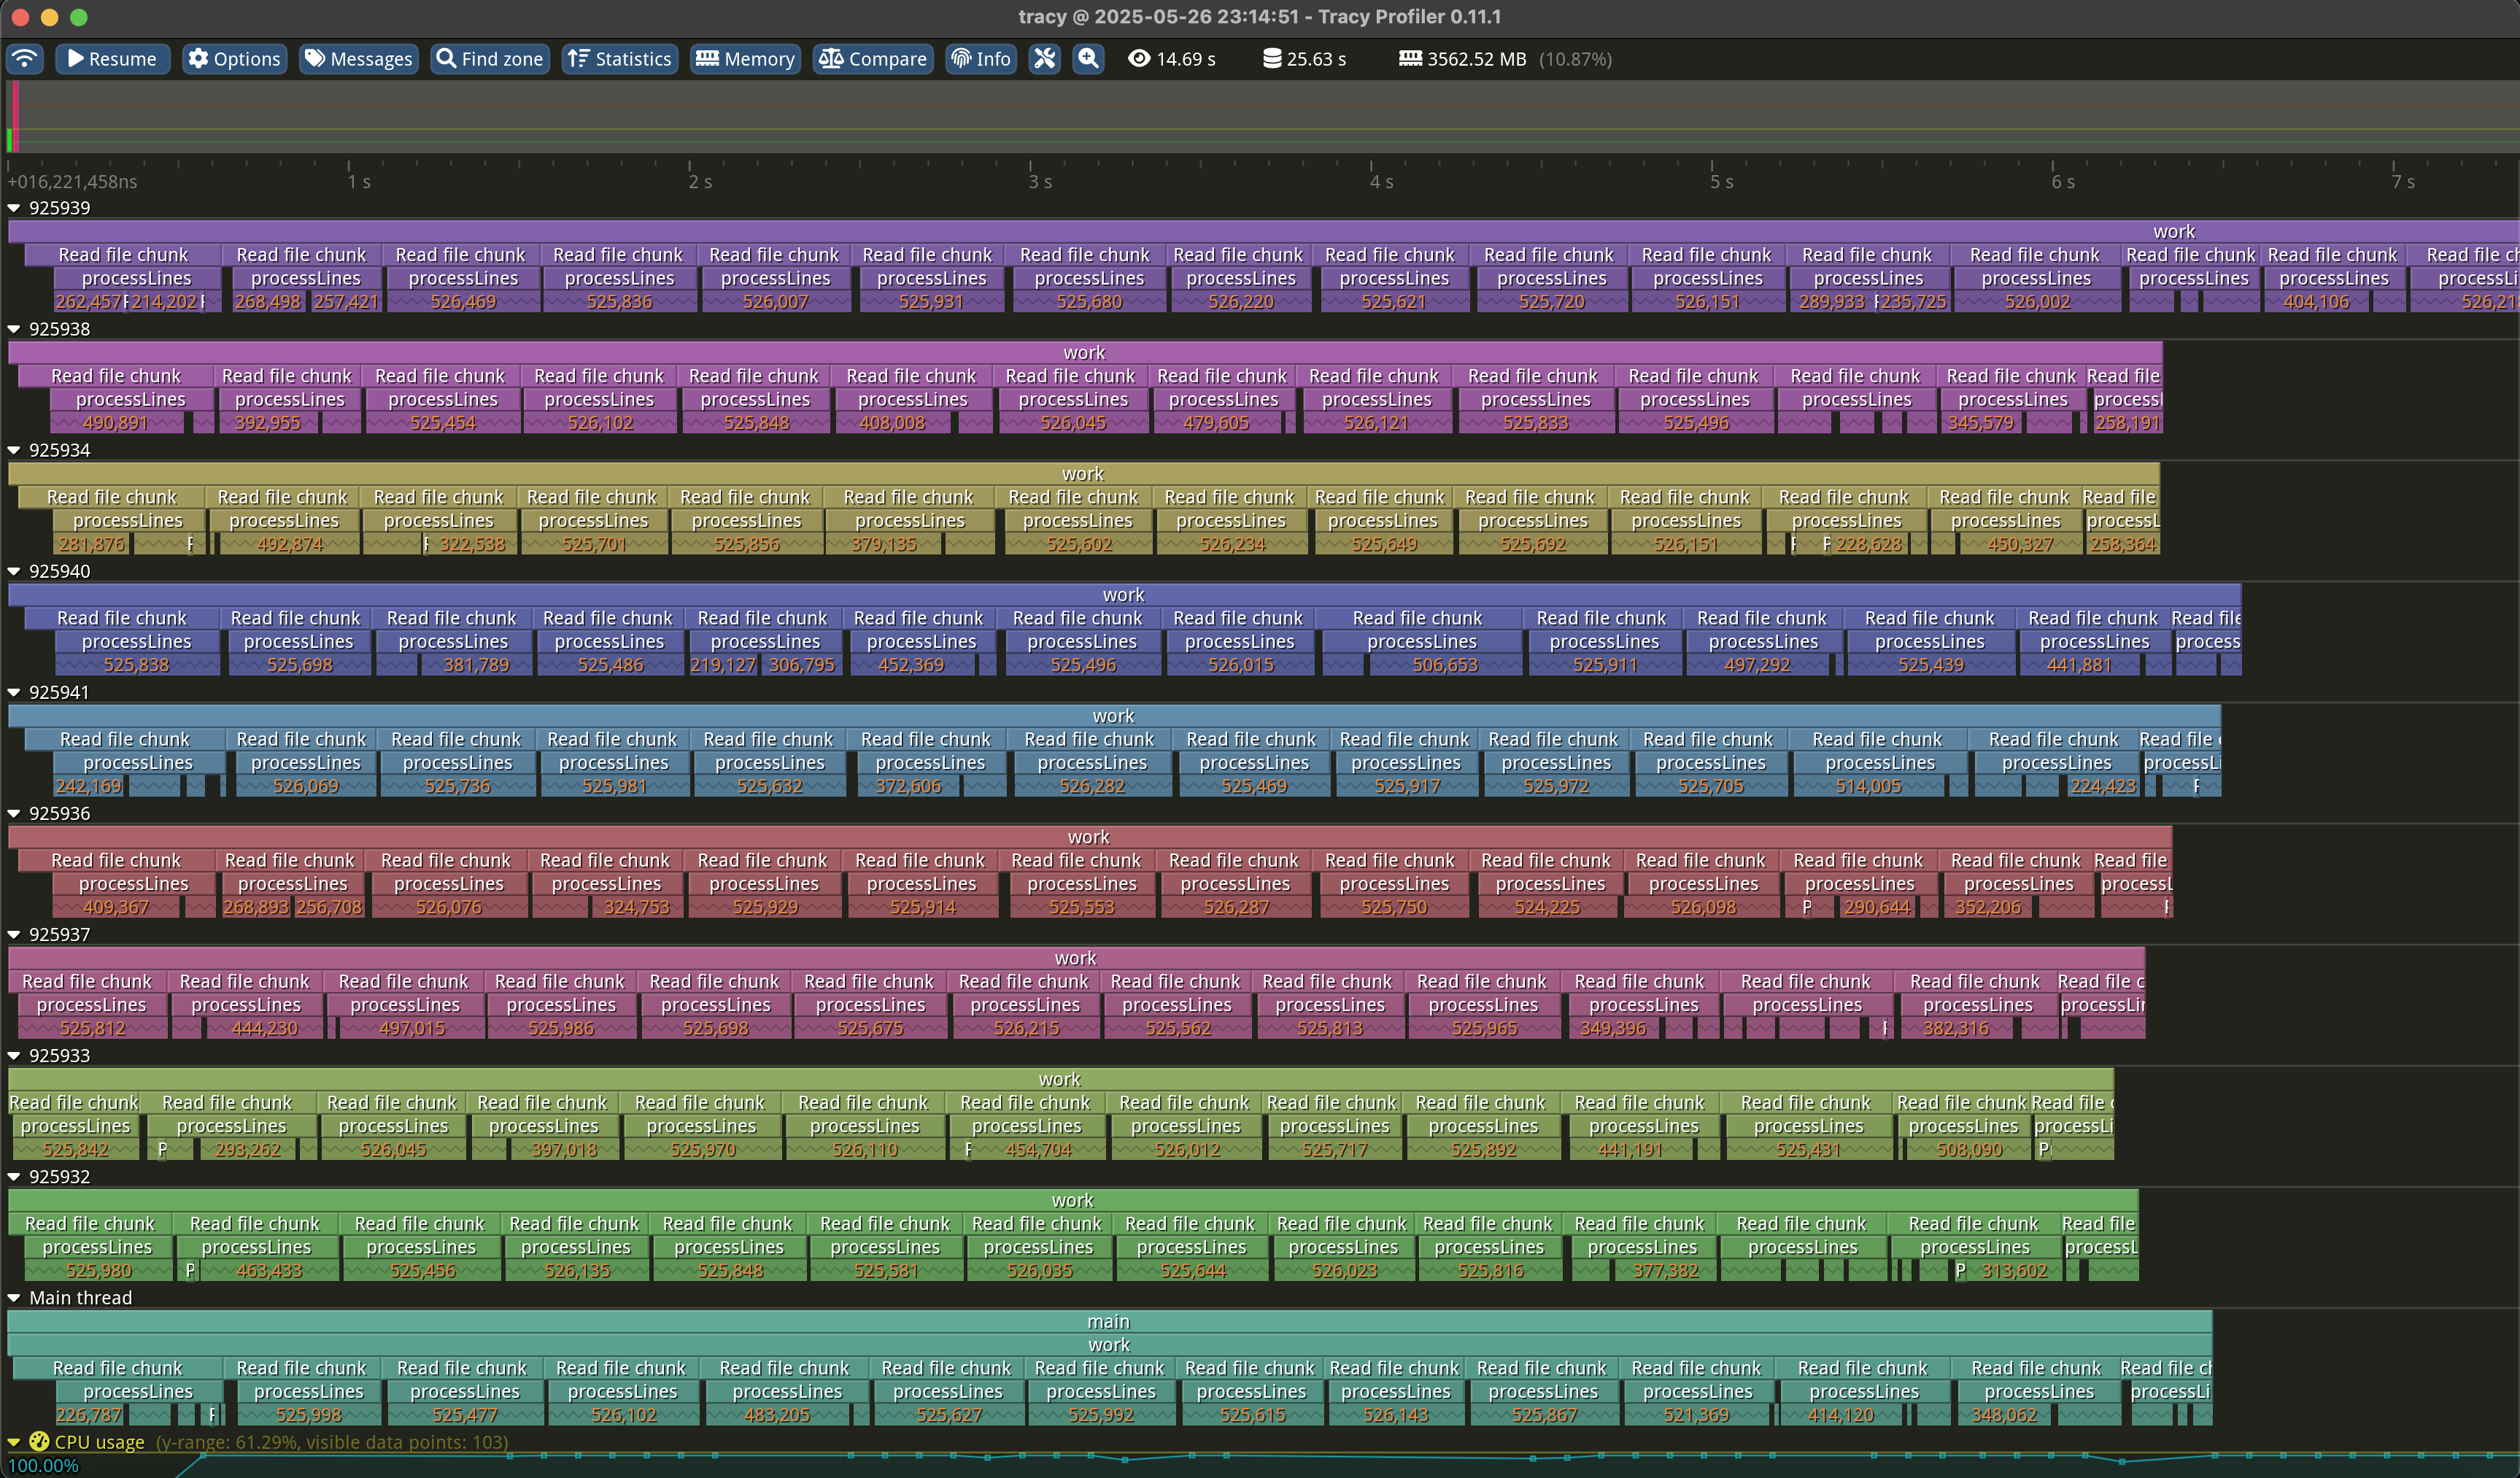 tracy @ 2025-05-26 23:14:51 - Tracy Profiler 0.11.1
Resume Options Messages Find zone Statistics Memory Compare Info 14.69 s 25.63 s 3562.52 MB (10.87%)
+016,221,458ns 1 s 2 s 3 s 4 s 5 s 6 s 7 s
925939
work
Read file chunk Read file chunk Read file chunk Read file chunk Read file chunk Read file chunk Read file chunk Read file chunk Read file chunk Read file chunk Read file chunk Read file chunk Read file chunk Read file chunk Read file chunk Read file ch
processLines processLines processLines processLines processLines processLines processLines processLines processLines processLines processLines processLines processLines processLines processLines processLi
262,457 214,202 268,498 257,421 526,469 525,836 526,007 525,931 525,680 526,220 525,621 525,720 526,151 289,933 235,725 526,002 404,106 526,21
925938
work
Read file chunk Read file chunk Read file chunk Read file chunk Read file chunk Read file chunk Read file chunk Read file chunk Read file chunk Read file chunk Read file chunk Read file chunk Read file chunk Read file
processLines processLines processLines processLines processLines processLines processLines processLines processLines processLines processLines processLines processLines processl
490,891 392,955 525,454 526,102 525,848 408,008 526,045 479,605 526,121 525,833 525,496 345,579 258,191
925934
work
Read file chunk Read file chunk Read file chunk Read file chunk Read file chunk Read file chunk Read file chunk Read file chunk Read file chunk Read file chunk Read file chunk Read file chunk Read file chunk Read file
processLines processLines processLines processLines processLines processLines processLines processLines processLines processLines processLines processLines processLines processL
281,876 492,874 322,538 525,701 525,856 379,135 525,602 526,234 525,649 525,692 526,151 228,628 450,327 258,364
925940
work
Read file chunk Read file chunk Read file chunk Read file chunk Read file chunk Read file chunk Read file chunk Read file chunk Read file chunk Read file chunk Read file chunk Read file chunk Read file chunk Read file
processLines processLines processLines processLines processLines processLines processLines processLines processLines processLines processLines processLines processLines process
525,838 525,698 381,789 525,486 219,127 306,795 452,369 525,496 526,015 506,653 525,911 497,292 525,439 441,881
925941
work
Read file chunk Read file chunk Read file chunk Read file chunk Read file chunk Read file chunk Read file chunk Read file chunk Read file chunk Read file chunk Read file chunk Read file chunk Read file chunk Read file
processLines processLines processLines processLines processLines processLines processLines processLines processLines processLines processLines processLines processLines processLi
242,169 526,069 525,736 525,981 525,632 372,606 526,282 525,469 525,917 525,972 525,705 514,005 224,423
925936
work
Read file chunk Read file chunk Read file chunk Read file chunk Read file chunk Read file chunk Read file chunk Read file chunk Read file chunk Read file chunk Read file chunk Read file chunk Read file chunk Read file
processLines processLines processLines processLines processLines processLines processLines processLines processLines processLines processLines processLines processLines processL
409,367 268,893 256,708 526,076 324,753 525,929 525,914 525,553 526,287 525,750 524,225 526,098 P 290,644 352,206
925937
work
Read file chunk Read file chunk Read file chunk Read file chunk Read file chunk Read file chunk Read file chunk Read file chunk Read file chunk Read file chunk Read file chunk Read file chunk Read file chunk Read file c
processLines processLines processLines processLines processLines processLines processLines processLines processLines processLines processLines processLines processLines processLin
525,812 444,230 497,015 525,986 525,698 525,675 526,215 525,562 525,813 525,965 349,396 382,316
925933
work
Read file chunk Read file chunk Read file chunk Read file chunk Read file chunk Read file chunk Read file chunk Read file chunk Read file chunk Read file chunk Read file chunk Read file chunk Read file chunk Read file c
processLines processLines processLines processLines processLines processLines processLines processLines processLines processLines processLines processLines processLines processLi
525,842 P 293,262 526,045 397,018 525,970 526,110 454,704 526,012 525,717 525,892 441,191 525,431 508,090 P
925932
work
Read file chunk Read file chunk Read file chunk Read file chunk Read file chunk Read file chunk Read file chunk Read file chunk Read file chunk Read file chunk Read file chunk Read file chunk Read file chunk Read file
processLines processLines processLines processLines processLines processLines processLines processLines processLines processLines processLines processLines processLines processL
525,980 P 463,433 525,456 526,135 525,848 525,581 526,035 525,644 526,023 525,816 377,382 P 313,602
Main thread
main
work
Read file chunk Read file chunk Read file chunk Read file chunk Read file chunk Read file chunk Read file chunk Read file chunk Read file chunk Read file chunk Read file chunk Read file chunk Read file chunk Read file ch
processLines processLines processLines processLines processLines processLines processLines processLines processLines processLines processLines processLines processLines processLi
226,787 525,998 525,477 526,102 483,205 525,627 525,992 525,615 526,143 525,867 521,369 414,120 348,062
CPU usage (y-range: 61.29%, visible data points: 103)
100.00%